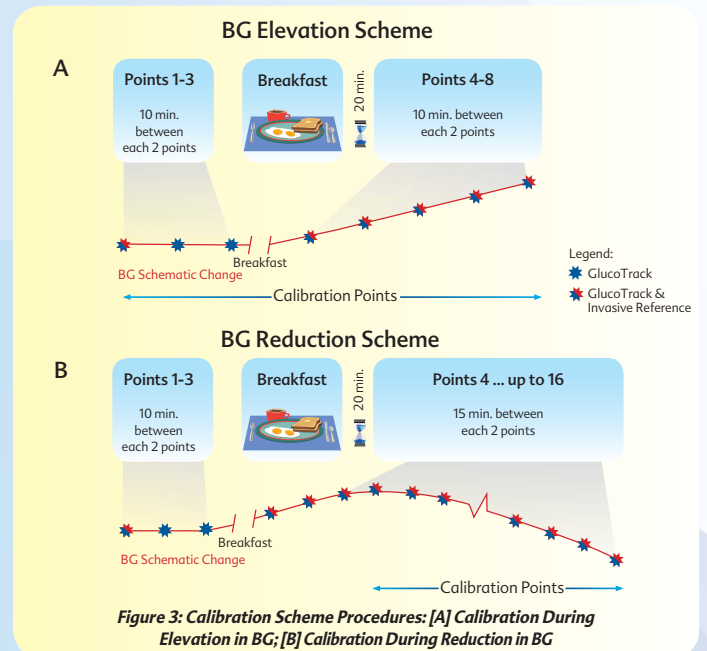 BG Elevation Scheme
A
Points 1-3
10 min.
between
each 2 points
Breakfast
20 min.
Points 4-8
10 min. between
each 2 points
Breakfast
BG Schematic Change
Calibration Points
Legend:
GlucoTrack
GlucoTrack &
Invasive Reference
BG Reduction Scheme
B
Points 1-3
10 min.
between
each 2 points
Breakfast
20 min.
Points 4 ... up to 16
15 min. between
each 2 points
Breakfast
BG Schematic Change
Calibration Points
Figure 3: Calibration Scheme Procedures: [A] Calibration During
Elevation in BG; [B] Calibration During Reduction in BG